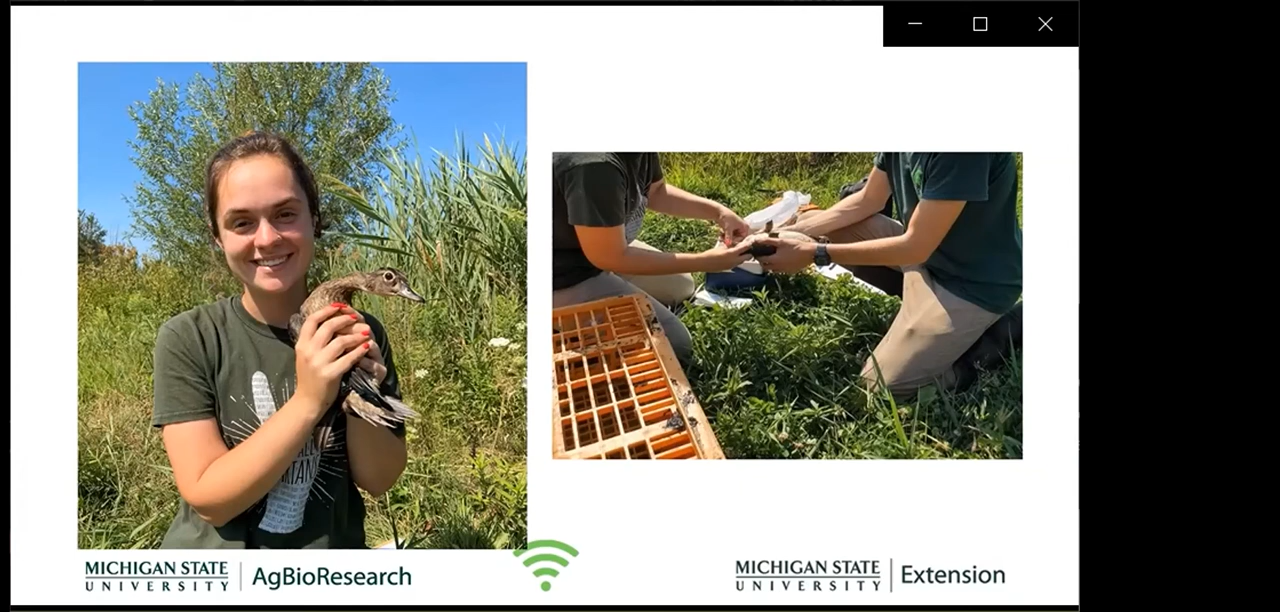 MICHIGAN STATE
UNIVERSITY
AgBioResearch
MICHIGAN STATE
UNIVERSITY
Extension